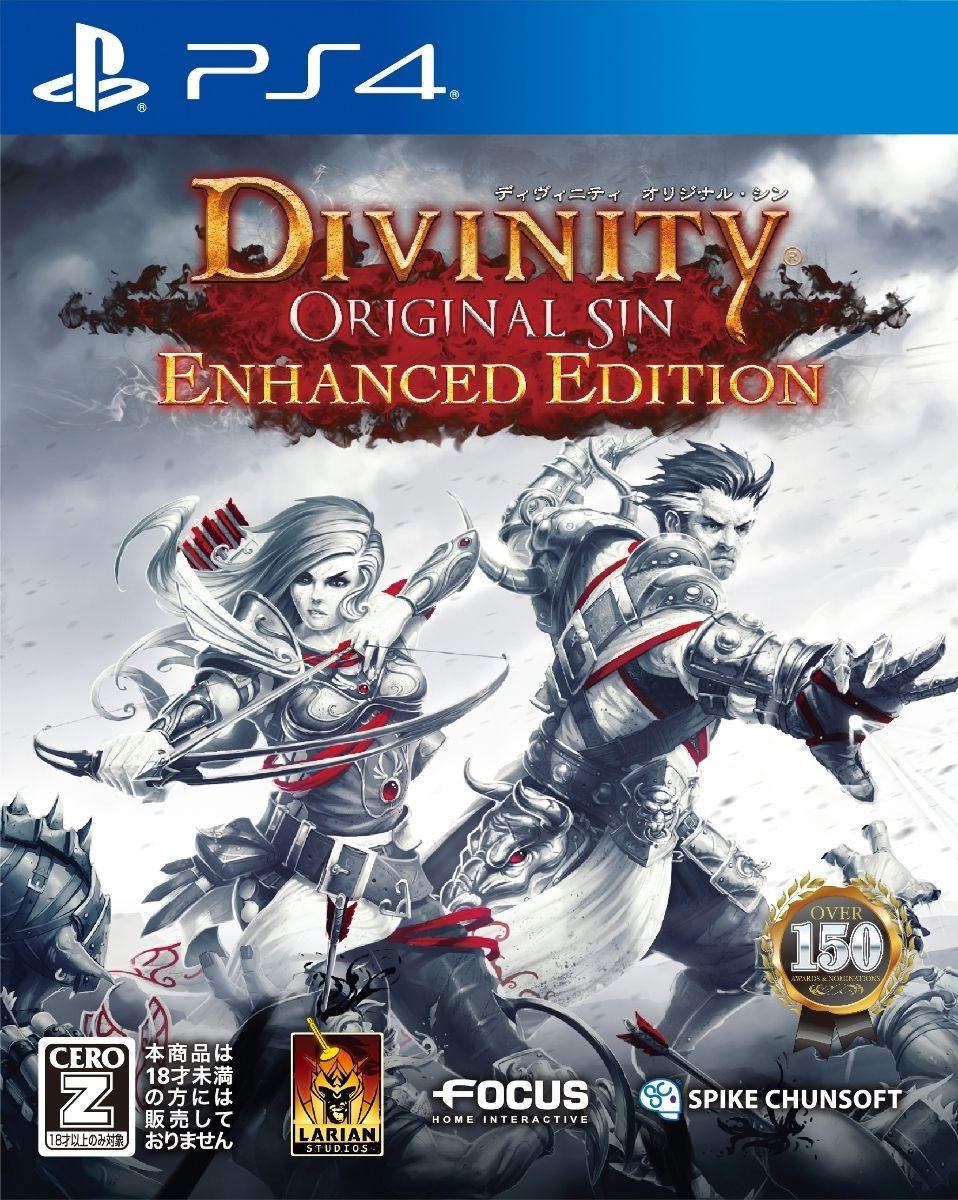 PS4®
ディヴィニティ オリジナル・シン
DIVINITY®
ORIGINAL SIN
ENHANCED EDITION
OVER
150
AWARDS & NOMINATIONS
CERO
Z
18才以上のみ対象
本商品は
18才未満
の方には
販売して
おりません
LARIAN
STUDIOS
FOCUS
HOME INTERACTIVE
SPIKE CHUNSOFT